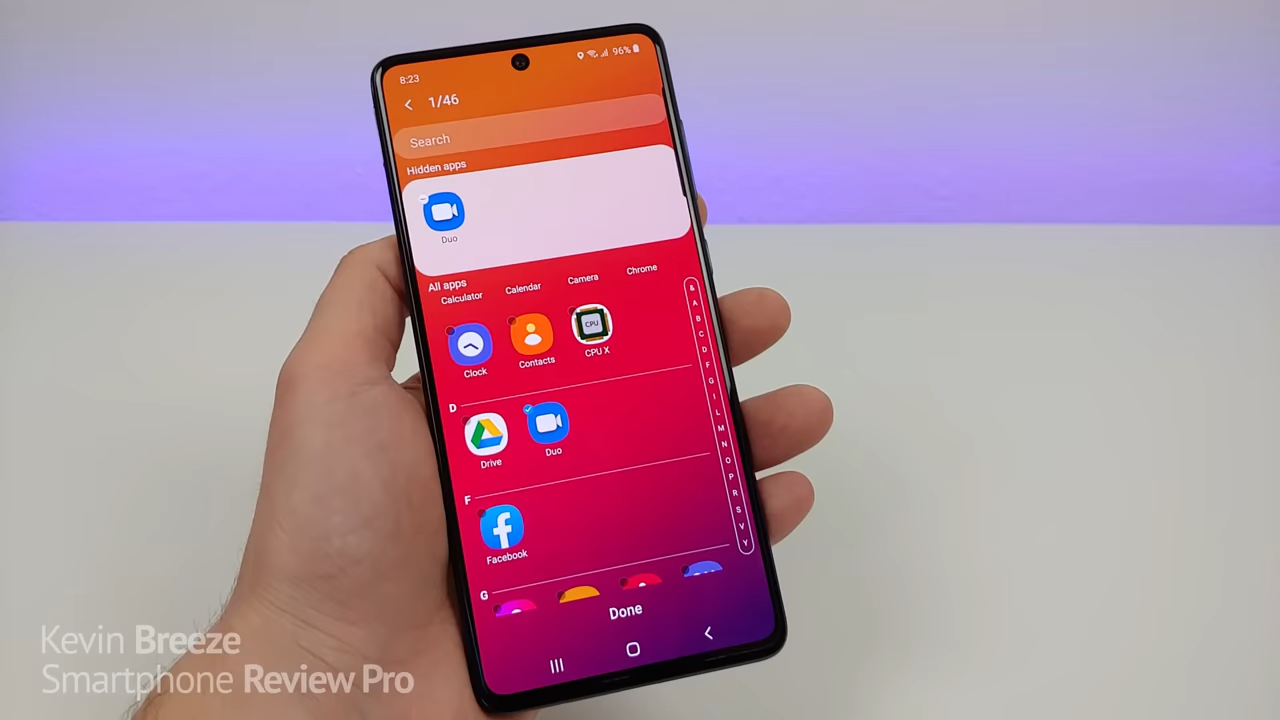 8:23
96%
1/46
Search
Hidden apps
Duo
All apps
Calculator
Calendar
Camera
Chrome
Clock
Contacts
CPU
CPU X
D
Drive
Duo
F
Facebook
G
Done
&
A
B
C
D
F
G
I
L
M
N
O
P
R
S
V
Y
Kevin Breeze
Smartphone Review Pro